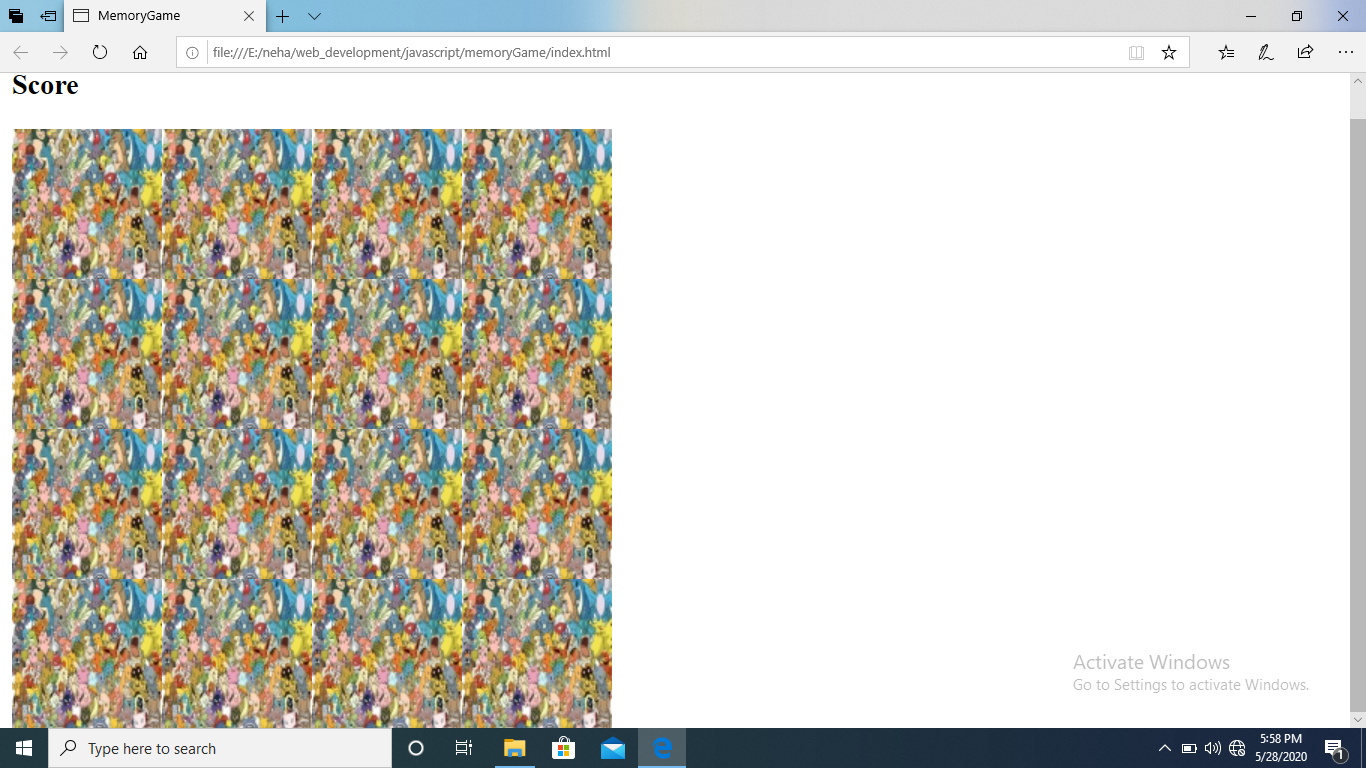 MemoryGame
file:///E:/neha/web_development/javascript/memoryGame/index.html
Score
Activate Windows
Go to Settings to activate Windows.
Type here to search
5:58 PM
5/28/2020
1